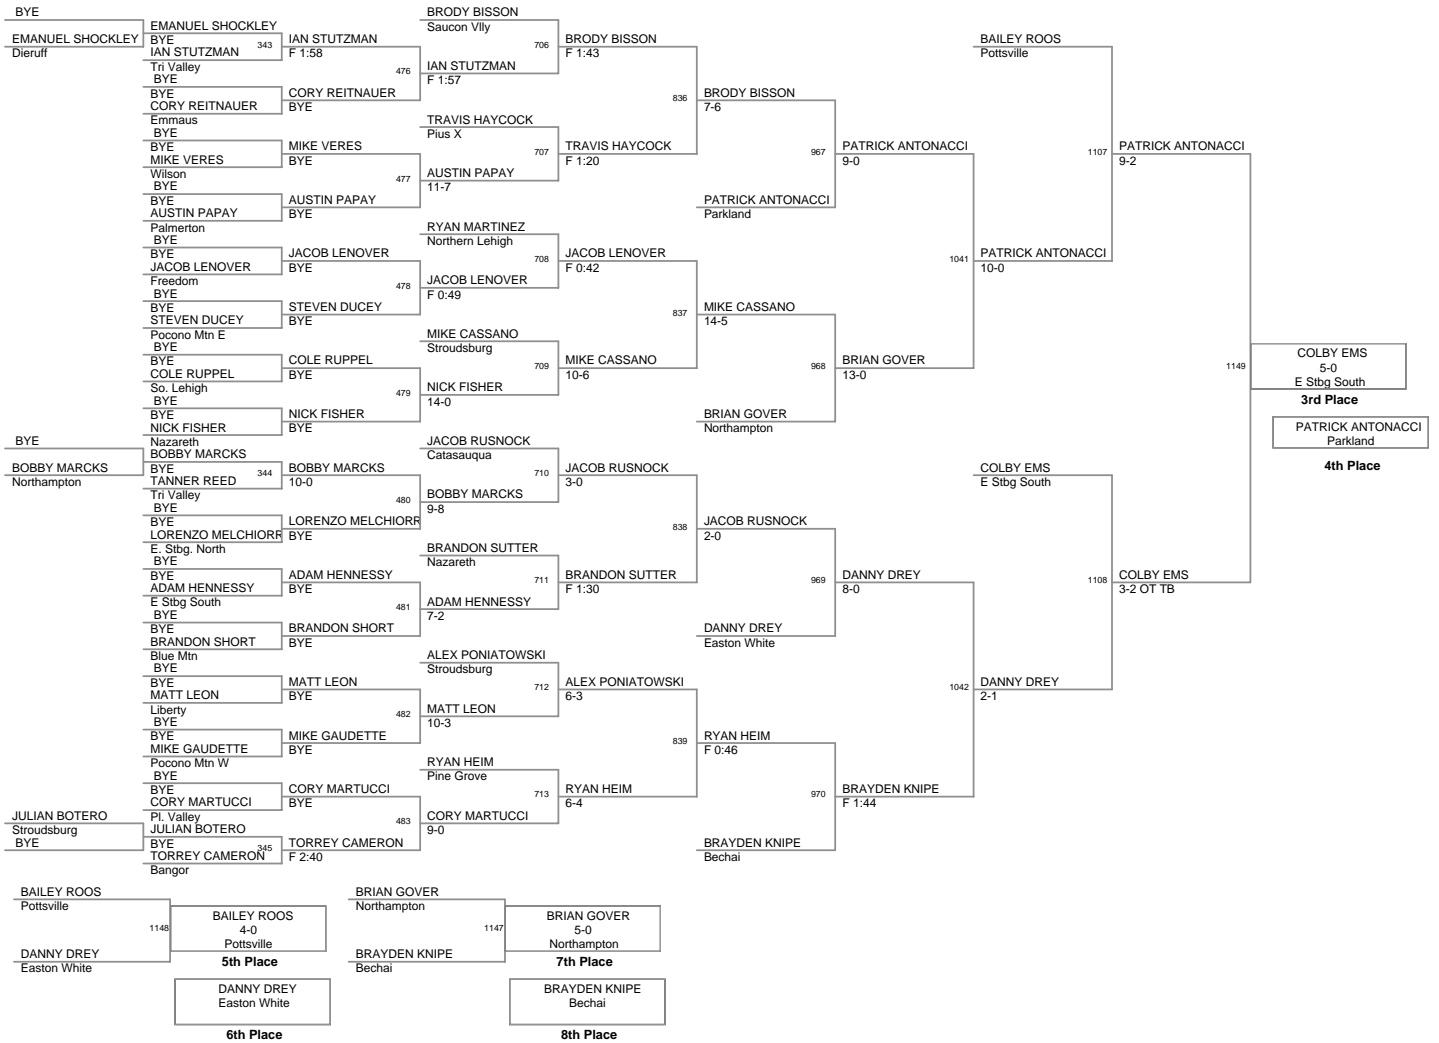 BYE
EMANUEL SHOCKLEY
Dieruff
BYE
BOBBY MARCKS
Northampton
JULIAN BOTERO
Stroudsburg
BYE
EMANUEL SHOCKLEY
BYE
343
IAN STUTZMAN
Tri Valley
BYE
BYE
CORY REITNAUER
Emmaus
BYE
BYE
MIKE VERES
Wilson
BYE
BYE
AUSTIN PAPAY
Palmerton
BYE
BYE
JACOB LENOVER
Freedom
BYE
BYE
STEVEN DUCEY
Pocono Mtn E
BYE
BYE
COLE RUPPEL
So. Lehigh
BYE
BYE
NICK FISHER
Nazareth
BOBBY MARCKS
BYE
344
TANNER REED
Tri Valley
BYE
BYE
LORENZO MELCHIORR
E. Stbg. North
BYE
BYE
ADAM HENNESSY
E Stbg South
BYE
BYE
BRANDON SHORT
Blue Mtn
BYE
BYE
MATT LEON
Liberty
BYE
BYE
MIKE GAUDETTE
Pocono Mtn W
BYE
BYE
CORY MARTUCCI
Pl. Valley
JULIAN BOTERO
BYE
345
TORREY CAMERON
Bangor
IAN STUTZMAN
F 1:58
476
CORY REITNAUER
BYE
MIKE VERES
BYE
477
AUSTIN PAPAY
BYE
JACOB LENOVER
BYE
478
STEVEN DUCEY
BYE
COLE RUPPEL
BYE
479
NICK FISHER
BYE
BOBBY MARCKS
10-0
480
LORENZO MELCHIORR
BYE
ADAM HENNESSY
BYE
481
BRANDON SHORT
BYE
MATT LEON
BYE
482
MIKE GAUDETTE
BYE
CORY MARTUCCI
BYE
483
TORREY CAMERON
F 2:40
BRODY BISSON
Saucon Vlly
706
IAN STUTZMAN
F 1:57
TRAVIS HAYCOCK
Pius X
707
AUSTIN PAPAY
11-7
RYAN MARTINEZ
Northern Lehigh
708
JACOB LENOVER
F 0:49
MIKE CASSANO
Stroudsburg
709
NICK FISHER
14-0
JACOB RUSNOCK
Catasauqua
710
BOBBY MARCKS
9-8
BRANDON SUTTER
Nazareth
711
ADAM HENNESSY
7-2
ALEX PONIATOWSKI
Stroudsburg
712
MATT LEON
10-3
RYAN HEIM
Pine Grove
713
CORY MARTUCCI
9-0
BRODY BISSON
F 1:43
836
TRAVIS HAYCOCK
F 1:20
JACOB LENOVER
F 0:42
837
MIKE CASSANO
10-6
JACOB RUSNOCK
3-0
838
BRANDON SUTTER
F 1:30
ALEX PONIATOWSKI
6-3
839
RYAN HEIM
6-4
BRODY BISSON
7-6
967
PATRICK ANTONACCI
Parkland
MIKE CASSANO
14-5
968
BRIAN GOVER
Northampton
JACOB RUSNOCK
2-0
969
DANNY DREY
Easton White
RYAN HEIM
F 0:46
970
BRAYDEN KNIPE
Bechai
PATRICK ANTONACCI
9-0
1041
BRIAN GOVER
13-0
DANNY DREY
8-0
1042
BRAYDEN KNIPE
F 1:44
BAILEY ROOS
Pottsville
1107
PATRICK ANTONACCI
10-0
COLBY EMS
E Stbg South
1108
DANNY DREY
2-1
PATRICK ANTONACCI
9-2
1149
COLBY EMS
3-2 OT TB
COLBY EMS
5-0
E Stbg South
3rd Place
PATRICK ANTONACCI
Parkland
4th Place
BAILEY ROOS
Pottsville
1148
DANNY DREY
Easton White
BAILEY ROOS
4-0
Pottsville
5th Place
DANNY DREY
Easton White
6th Place
BRIAN GOVER
Northampton
1147
BRAYDEN KNIPE
Bechai
BRIAN GOVER
5-0
Northampton
7th Place
BRAYDEN KNIPE
Bechai
8th Place